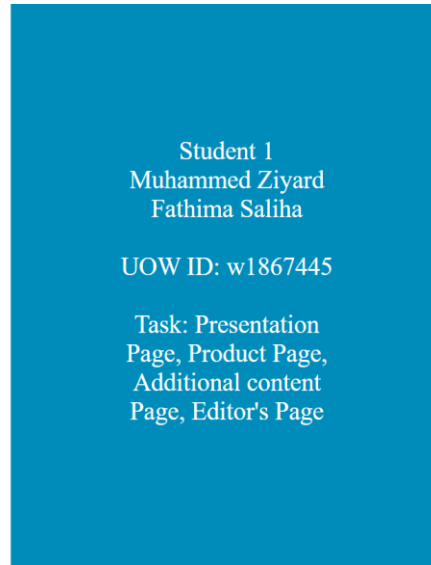 Student 1
Muhammed Ziyard
Fathima Saliha
UOW ID: w1867445
Task: Presentation
Page, Product Page,
Additional content
Page, Editor's Page